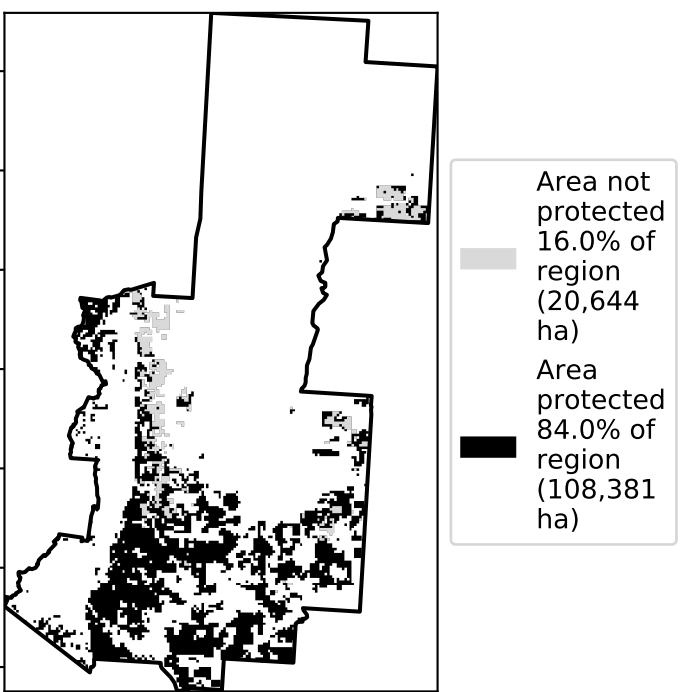 Area not
protected
16.0% of
region
(20,644
ha)
Area
protected
84.0% of
region
(108,381
ha)